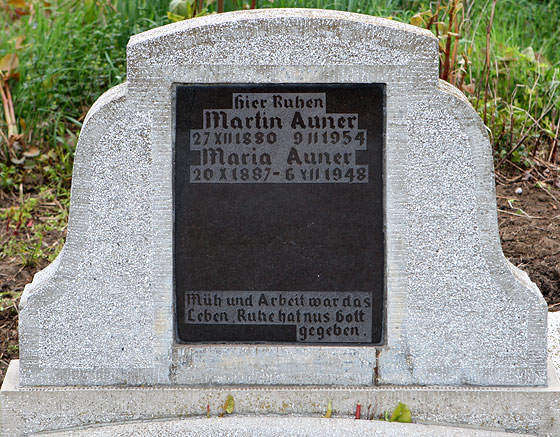 hier Ruhen
Martin Auner
27 XII 1880 9 II 1954
Maria Auner
20 X 1887 - 6 XII 1948
Müh und Arbeit war das
Leben, Ruhe hat nus Gott
gegeben.